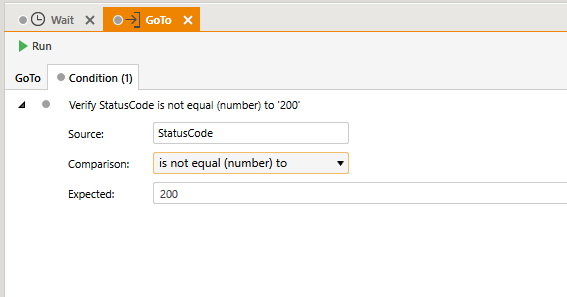 Wait GoTo
Run
GoTo Condition (1)
Verify StatusCode is not equal (number) to '200'
Source: StatusCode
Comparison: is not equal (number) to
Expected: 200